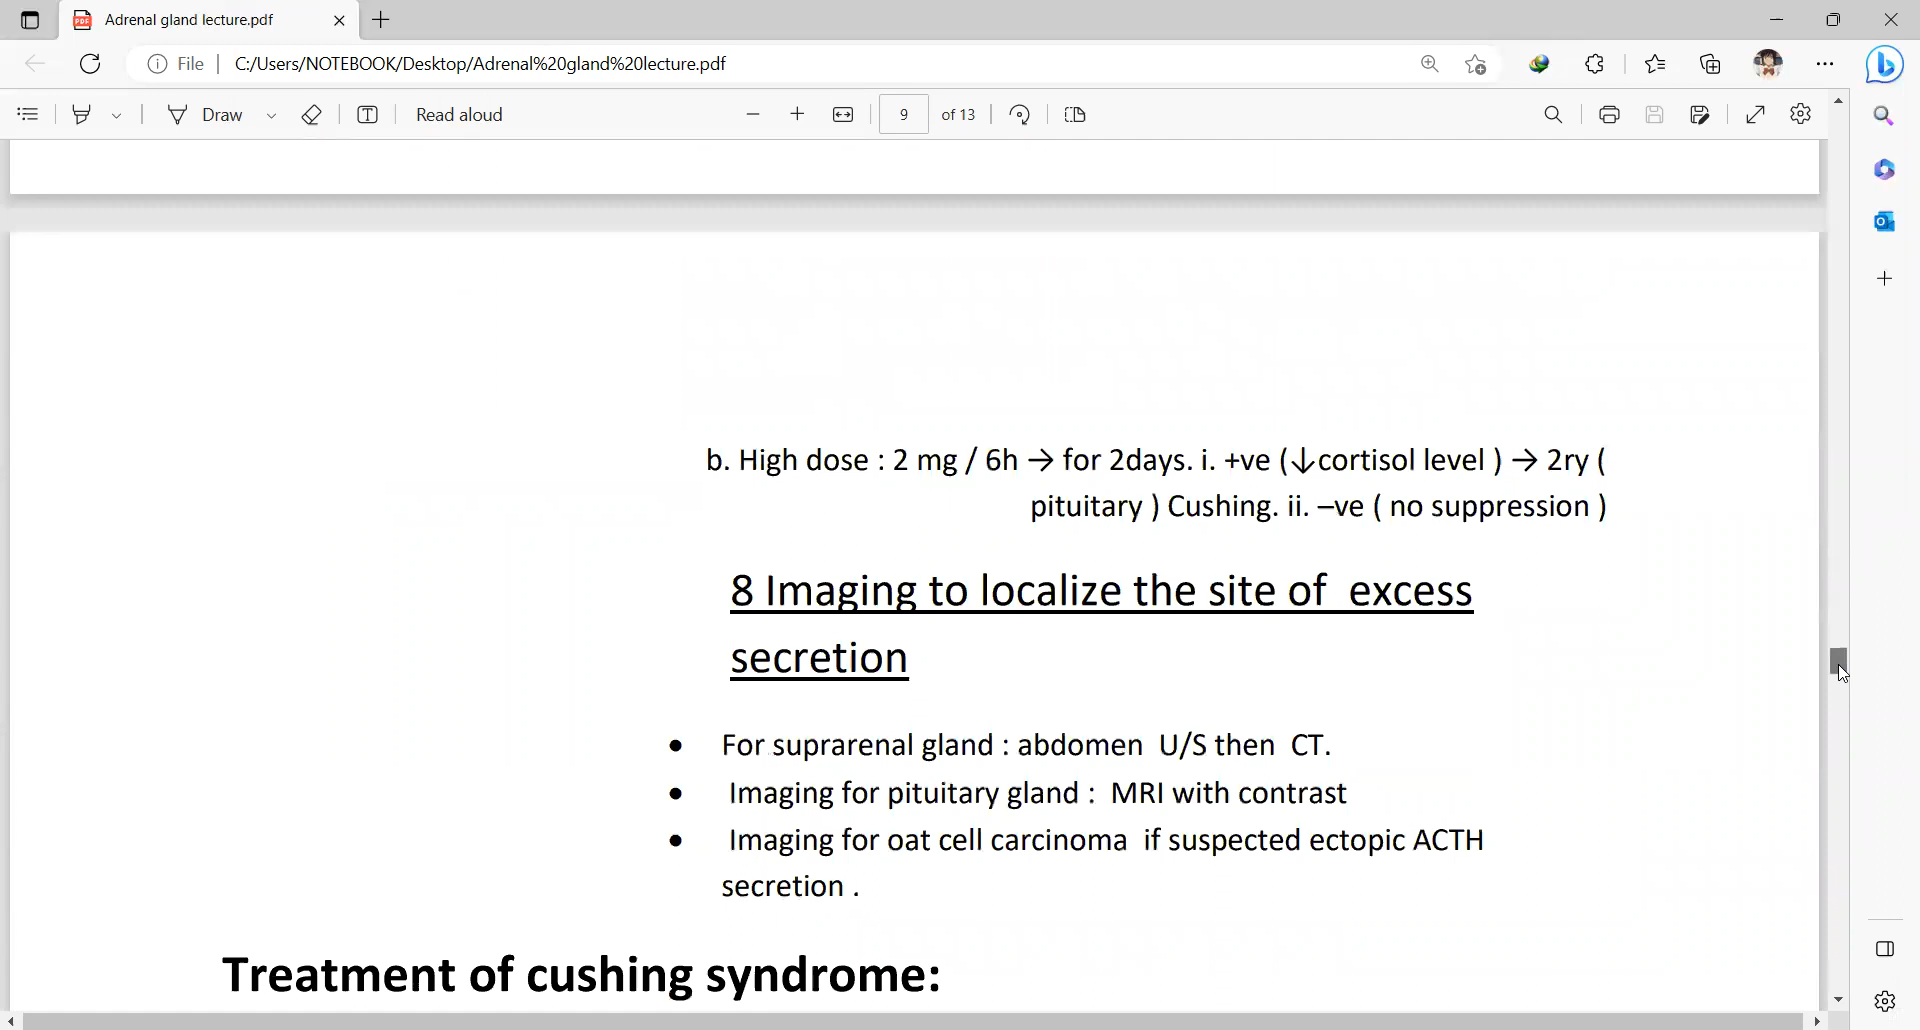 Adrenal gland lecture.pdf
File | C:/Users/NOTEBOOK/Desktop/Adrenal%20gland%20lecture.pdf
Draw
Read aloud
9 of 13
b. High dose : 2 mg / 6h → for 2days. i. +ve (↓cortisol level ) → 2ry (
pituitary ) Cushing. ii. –ve ( no suppression )
8 Imaging to localize the site of excess
secretion
• For suprarenal gland : abdomen U/S then CT.
• Imaging for pituitary gland : MRI with contrast
• Imaging for oat cell carcinoma if suspected ectopic ACTH
secretion .
Treatment of cushing syndrome: